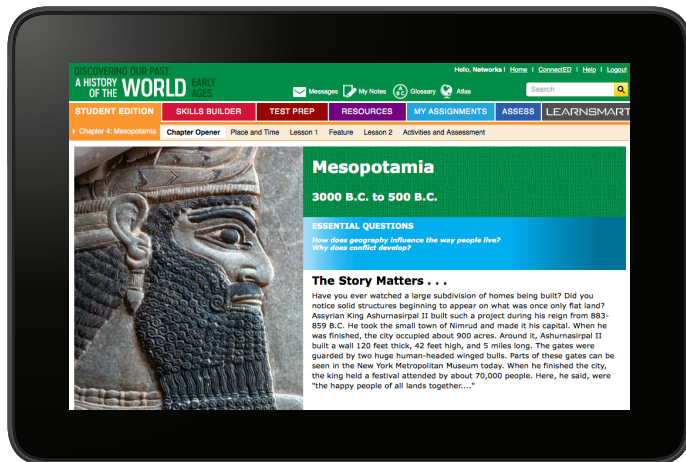 DISCOVERING OUR PAST:
A HISTORY
OF THE WORLD EARLY AGES
Hello, Networks! Home I ConnectED I Help I Logout
Messages My Notes ABC Glossary Atlas Search
STUDENT EDITION SKILLS BUILDER TEST PREP RESOURCES MY ASSIGNMENTS ASSESS LEARNSMART
Chapter 4: Mesopotamia Chapter Opener Place and Time Lesson 1 Feature Lesson 2 Activities and Assessment
Mesopotamia
3000 B.C. to 500 B.C.
ESSENTIAL QUESTIONS
How does geography influence the way people live?
Why does conflict develop?
The Story Matters . . .
Have you ever watched a large subdivision of homes being built? Did you
notice solid structures beginning to appear on what was once only flat land?
Assyrian King Ashurnasirpal II built such a project during his reign from 883-
859 B.C. He took the small town of Nimrud and made it his capital. When he
was finished, the city occupied about 900 acres. Around it, Ashurnasirpal II
built a wall 120 feet thick, 42 feet high, and 5 miles long. The gates were
guarded by two huge human-headed winged bulls. Parts of these gates can be
seen in the New York Metropolitan Museum today. When he finished the city,
the king held a festival attended by about 70,000 people. Here, he said, were
"the happy people of all lands together...."